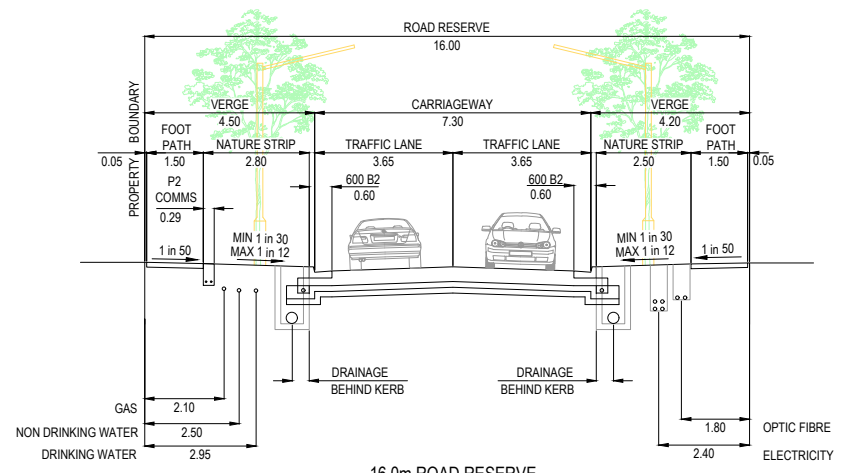 ROAD RESERVE
16.00
VERGE
4.50
CARRIAGEWAY
7.30
VERGE
4.20
PROPERTY BOUNDARY
0.05
FOOT
PATH
1.50
NATURE STRIP
2.80
TRAFFIC LANE
3.65
TRAFFIC LANE
3.65
NATURE STRIP
2.50
FOOT
PATH
1.50
0.05
P2
COMMS
0.29
600 B2
0.60
600 B2
0.60
1 in 50
MIN 1 in 30
MAX 1 in 12
MIN 1 in 30
MAX 1 in 12
1 in 50
DRAINAGE
BEHIND KERB
DRAINAGE
BEHIND KERB
GAS
2.10
NON DRINKING WATER
2.50
DRINKING WATER
2.95
1.80
OPTIC FIBRE
2.40
ELECTRICITY
16.0m ROAD RESERVE